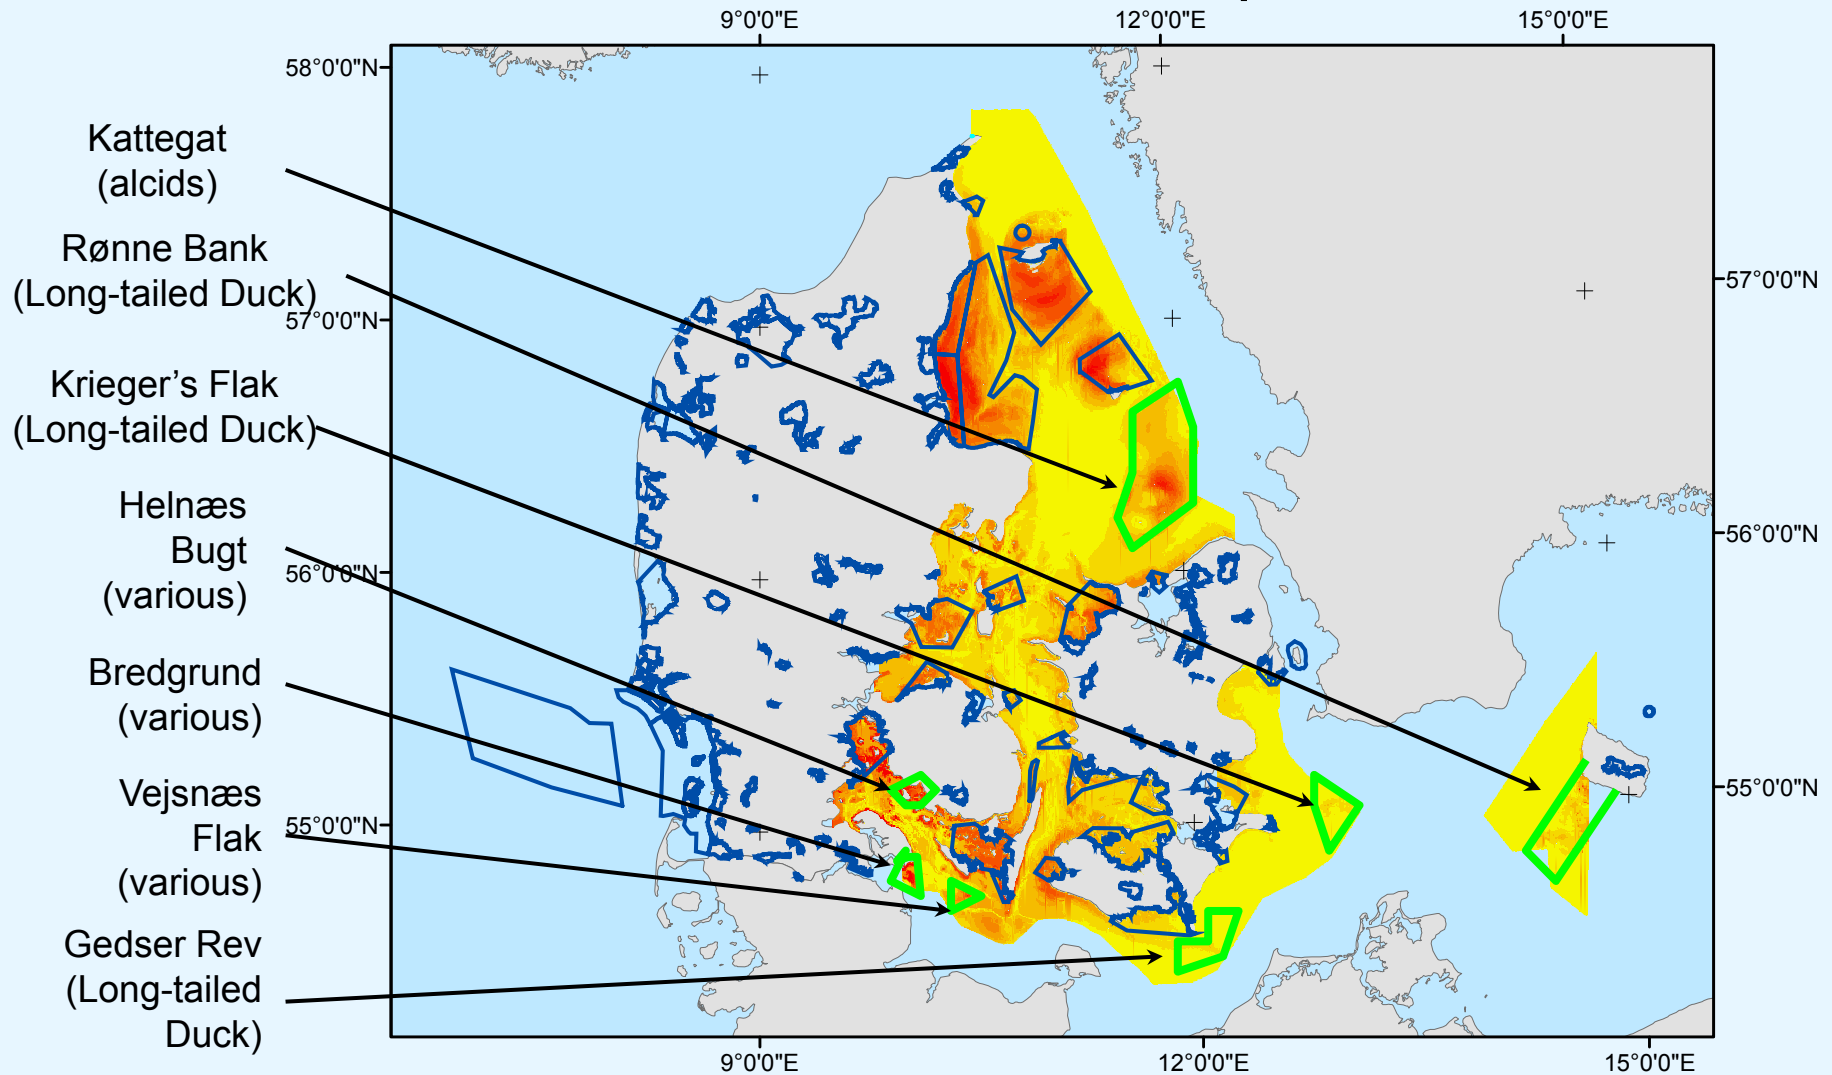 9°0'0"E
12°0'0"E
15°0'0"E
58°0'0"N
57°0'0"N
56°0'0"N
55°0'0"N
Kattegat
(alcids)
Rønne Bank
(Long-tailed Duck)
Krieger’s Flak
(Long-tailed Duck)
Helnæs
Bugt
(various)
Bredgrund
(various)
Vejsnæs
Flak
(various)
Gedser Rev
(Long-tailed
Duck)
57°0'0"N
56°0'0"N
55°0'0"N
9°0'0"E
12°0'0"E
15°0'0"E